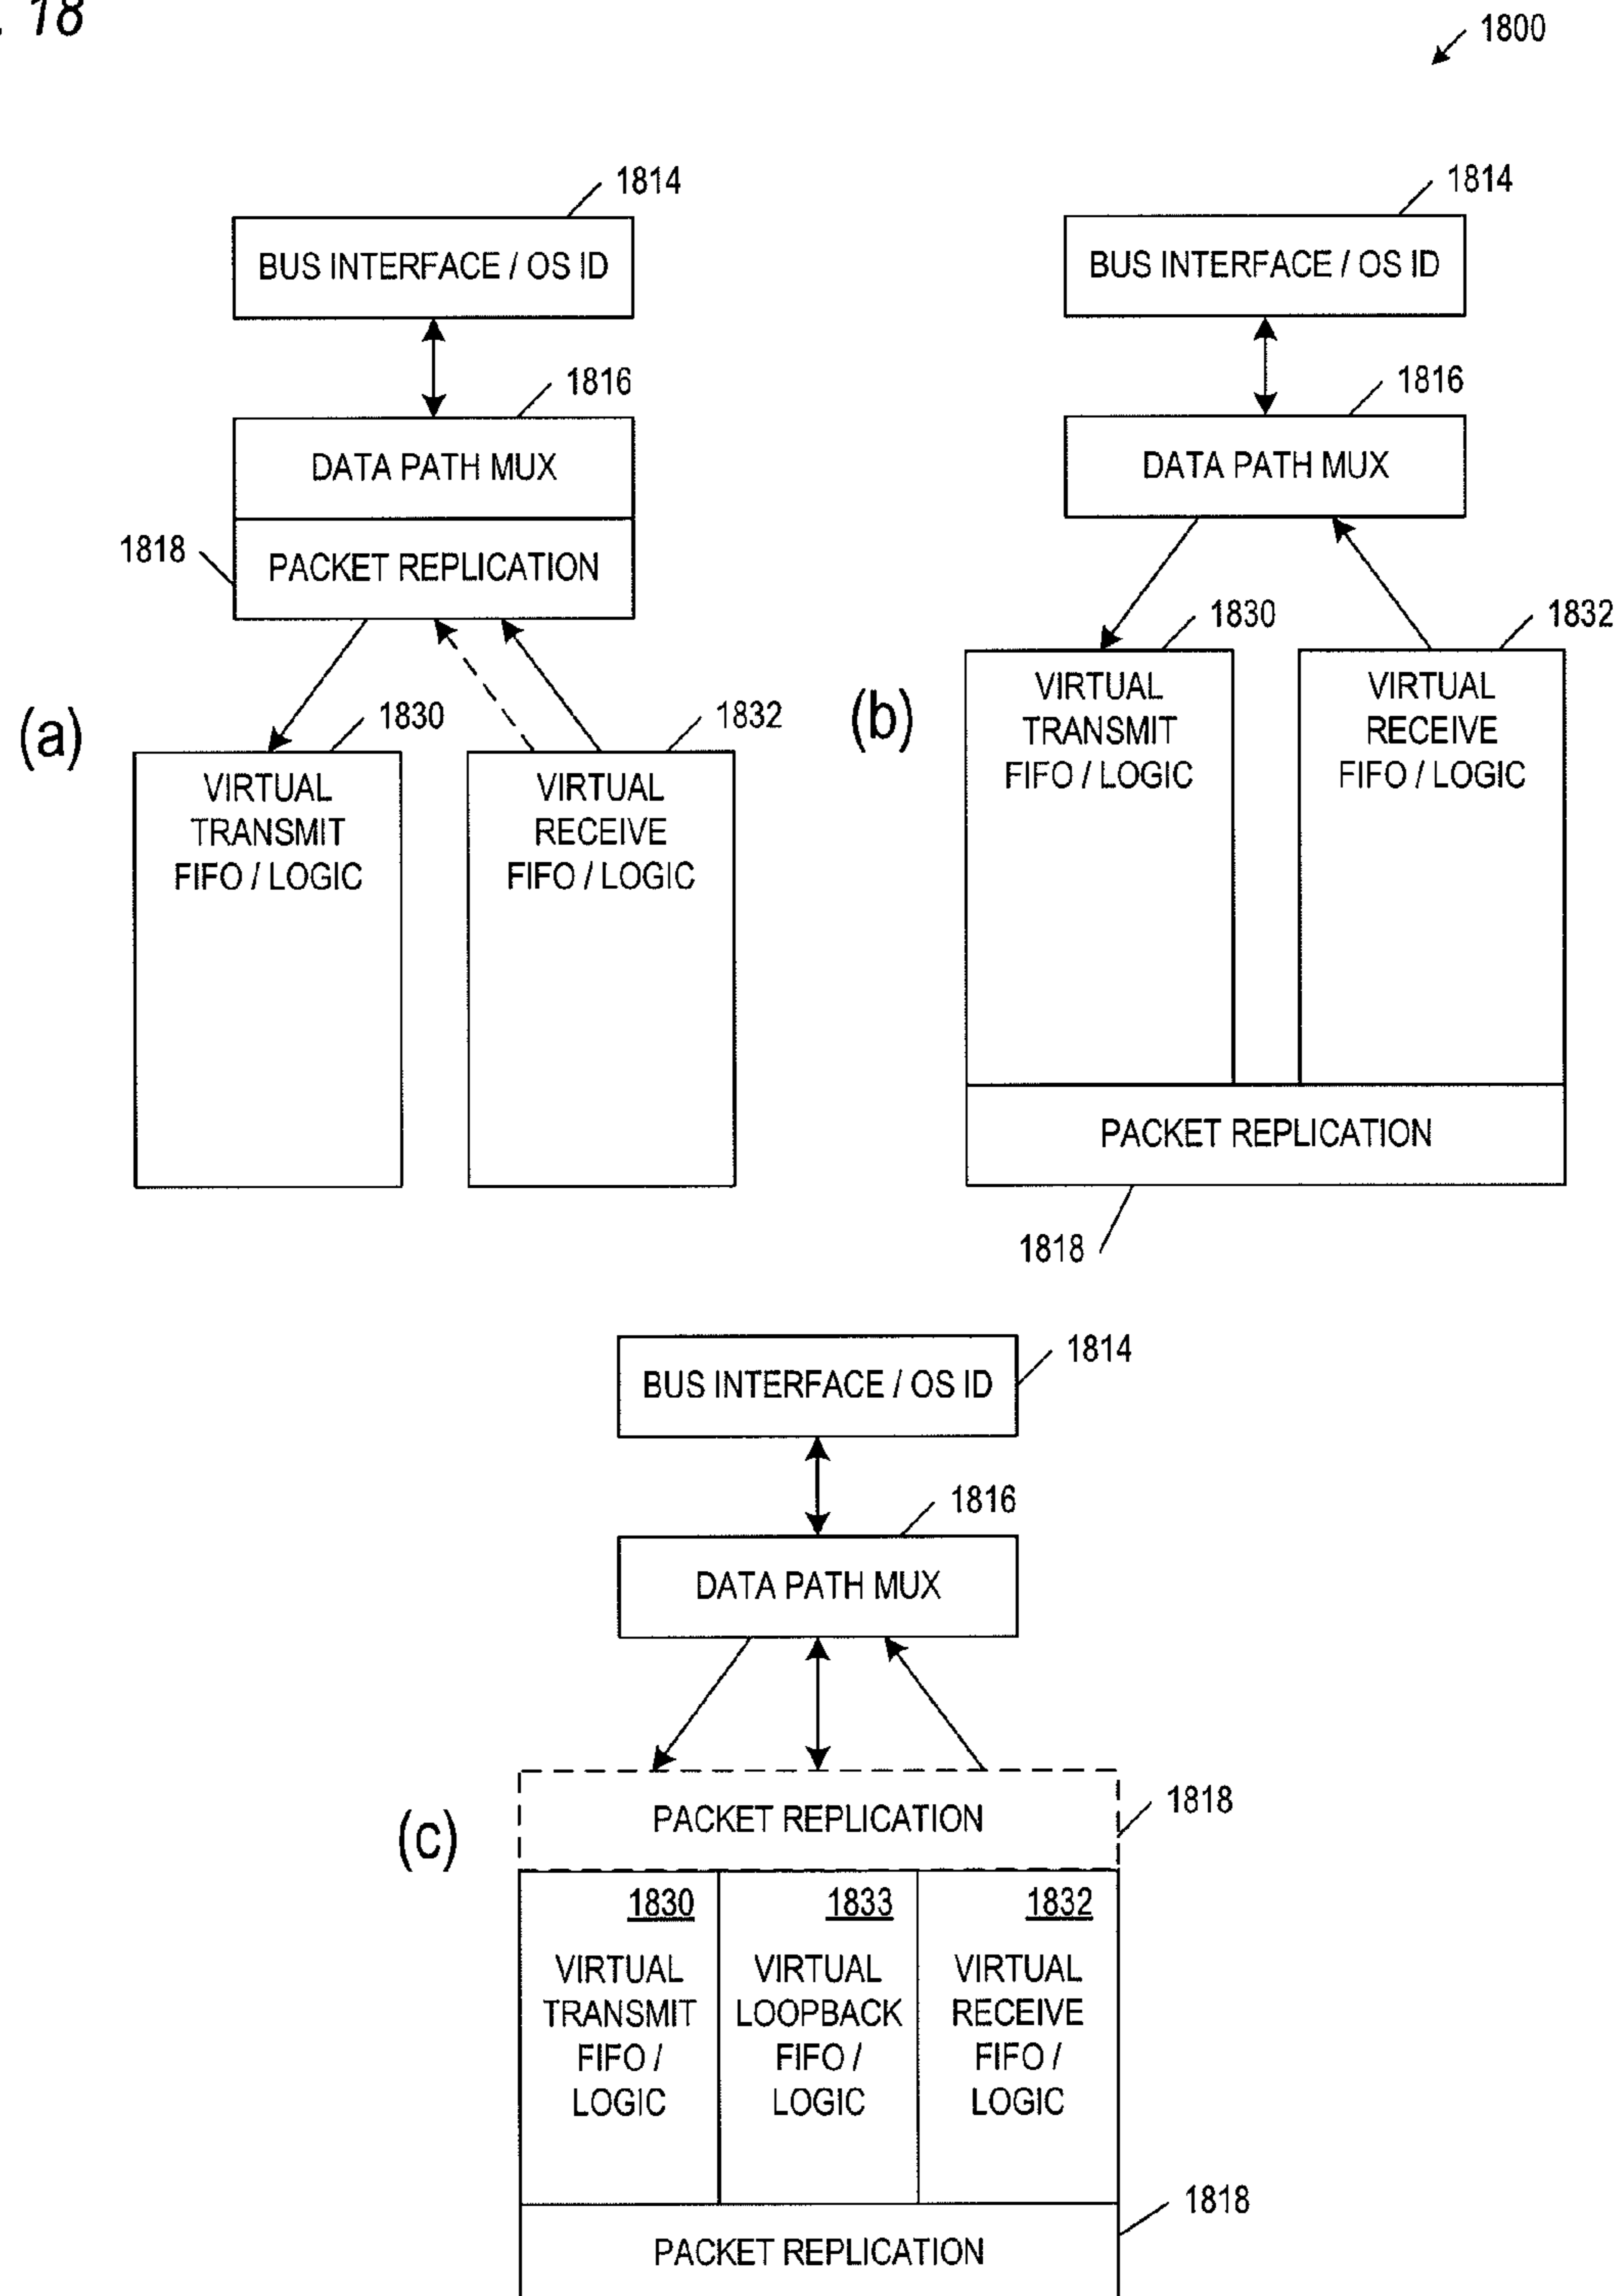 . 18
1800
1814
BUS INTERFACE / OS ID
1816
DATA PATH MUX
1818
PACKET REPLICATION
(a)
1830
VIRTUAL
TRANSMIT
FIFO / LOGIC
1832
VIRTUAL
RECEIVE
FIFO / LOGIC
1814
BUS INTERFACE / OS ID
1816
DATA PATH MUX
(b)
1830
VIRTUAL
TRANSMIT
FIFO / LOGIC
1832
VIRTUAL
RECEIVE
FIFO / LOGIC
PACKET REPLICATION
1818
1814
BUS INTERFACE / OS ID
1816
DATA PATH MUX
(c)
PACKET REPLICATION
1818
1830
VIRTUAL
TRANSMIT
FIFO /
LOGIC
1833
VIRTUAL
LOOPBACK
FIFO /
LOGIC
1832
VIRTUAL
RECEIVE
FIFO /
LOGIC
1818
PACKET REPLICATION